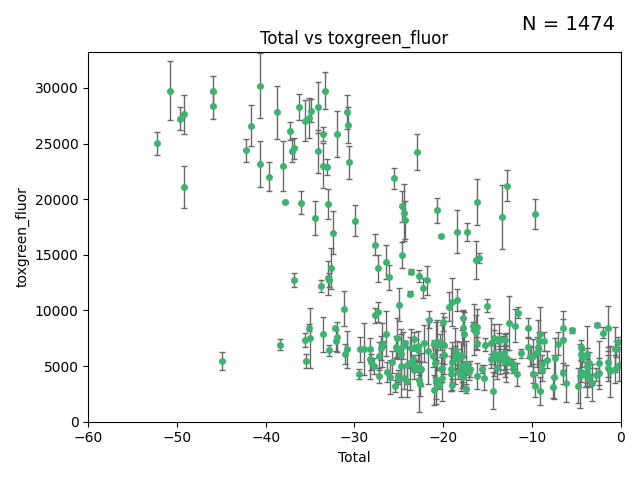 N = 1474
Total vs toxgreen_fluor
30000
25000
20000
15000
10000
5000
0
toxgreen_fluor
−60 −50 −40 −30 −20 −10 0
Total